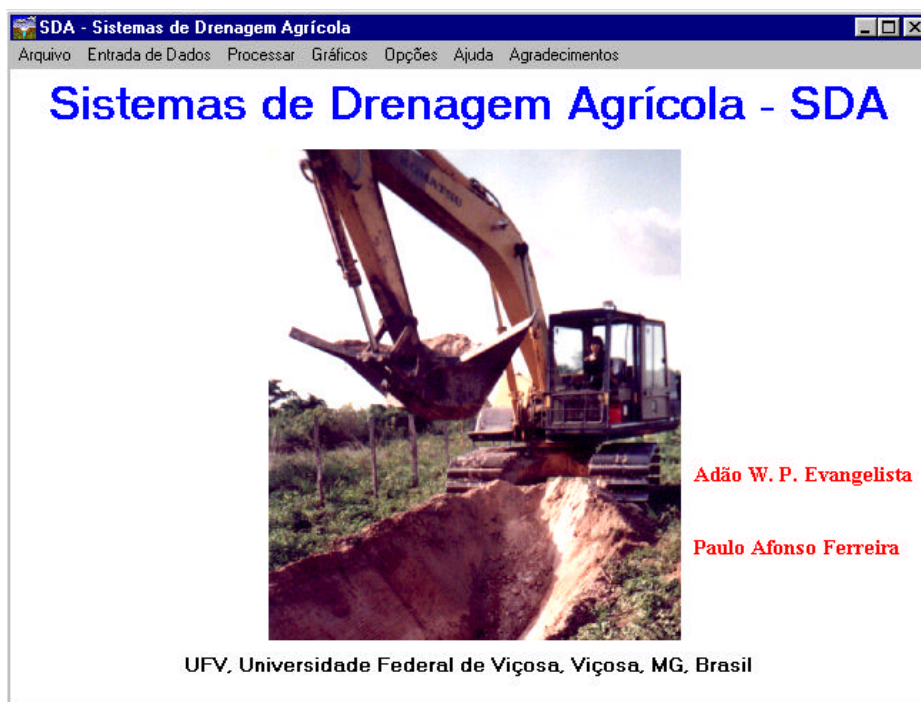 SDA - Sistemas de Drenagem Agrícola
Arquivo Entrada de Dados Processar Gráficos Opções Ajuda Agradecimentos
Sistemas de Drenagem Agrícola - SDA
KOMATSU
Adão W. P. Evangelista
Paulo Afonso Ferreira
UFV, Universidade Federal de Viçosa, Viçosa, MG, Brasil